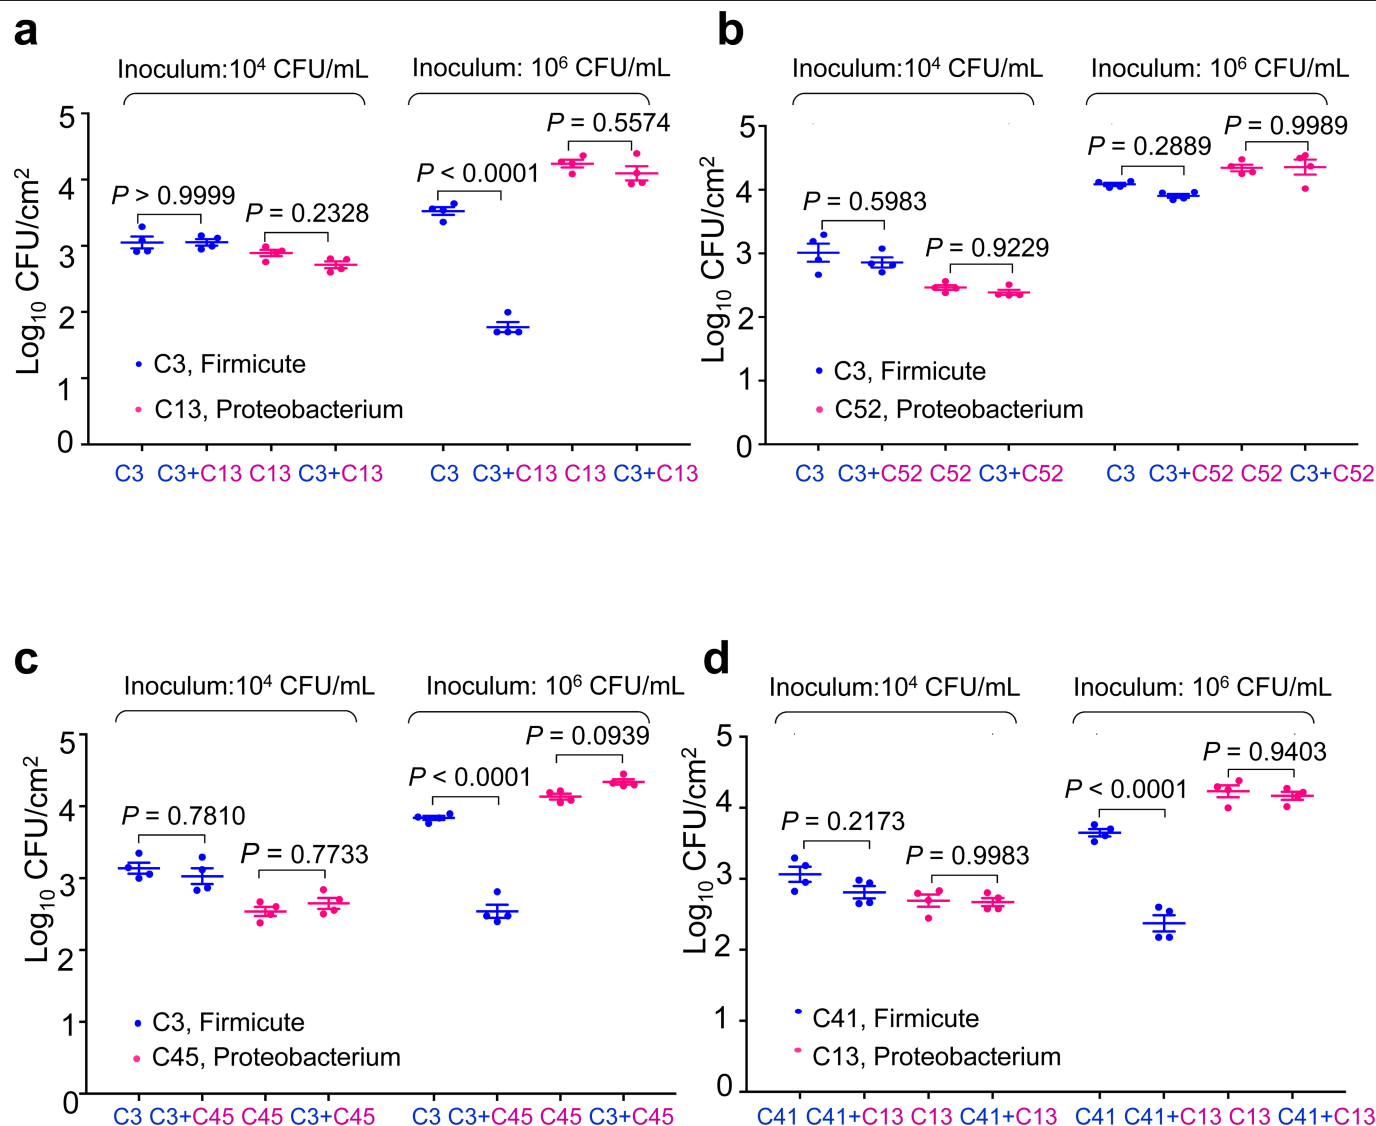 a
Inoculum:10⁴ CFU/mL
Inoculum: 10⁶ CFU/mL
Log₁₀ CFU/cm²
5
4
3
2
1
0
P > 0.9999
P = 0.2328
P < 0.0001
P = 0.5574
C3, Firmicute
C13, Proteobacterium
C3 C3+C13 C13 C3+C13 C3 C3+C13 C13 C3+C13
b
Inoculum:10⁴ CFU/mL
Inoculum: 10⁶ CFU/mL
Log₁₀ CFU/cm²
5
4
3
2
1
0
P = 0.5983
P = 0.9229
P = 0.2889
P = 0.9989
C3, Firmicute
C52, Proteobacterium
C3 C3+C52 C52 C3+C52 C3 C3+C52 C52 C3+C52
c
Inoculum:10⁴ CFU/mL
Inoculum: 10⁶ CFU/mL
Log₁₀ CFU/cm²
5
4
3
2
1
0
P = 0.7810
P = 0.7733
P < 0.0001
P = 0.0939
C3, Firmicute
C45, Proteobacterium
C3 C3+C45 C45 C3+C45 C3 C3+C45 C45 C3+C45
d
Inoculum:10⁴ CFU/mL
Inoculum: 10⁶ CFU/mL
Log₁₀ CFU/cm²
5
4
3
2
1
0
P = 0.2173
P = 0.9983
P < 0.0001
P = 0.9403
C41, Firmicute
C13, Proteobacterium
C41 C41+C13 C13 C41+C13 C41 C41+C13 C13 C41+C13